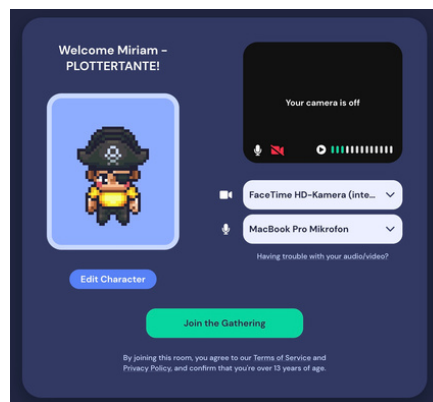 Welcome Miriam -
PLOTTERTANTE!
Your camera is off
FaceTime HD-Kamera (inte...
MacBook Pro Mikrofon
Having trouble with your audio/video?
Edit Character
Join the Gathering
By joining this room, you agree to our Terms of Service and
Privacy Policy, and confirm that you're over 13 years of age.